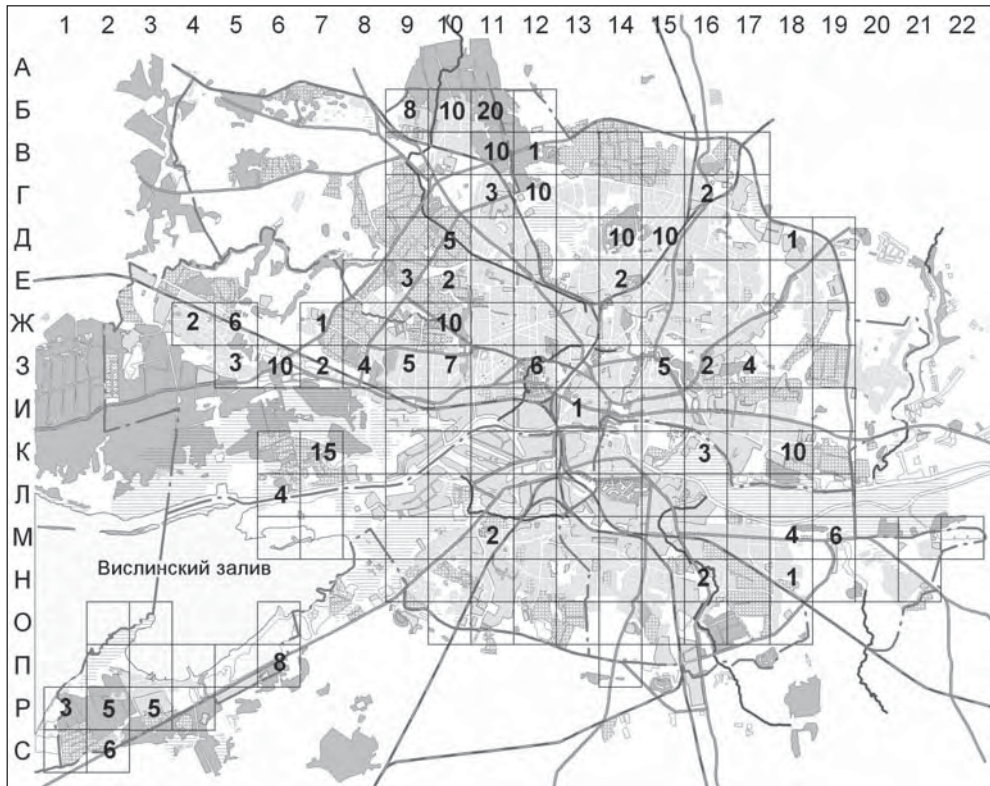 1 2 3 4 5 6 7 8 9 10 11 12 13 14 15 16 17 18 19 20 21 22
А
Б 8 10 20
В 10 1
Г 3 10 2
Д 5 10 10 1
Е 3 2 2
Ж 2 6 1 10
З 3 10 2 4 5 7 6 5 2 4
И 1
К 15 3 10
Л 4
М 2 4 6
Н Вислинский залив 2 1
О
П 8
Р 3 5 5
С 6